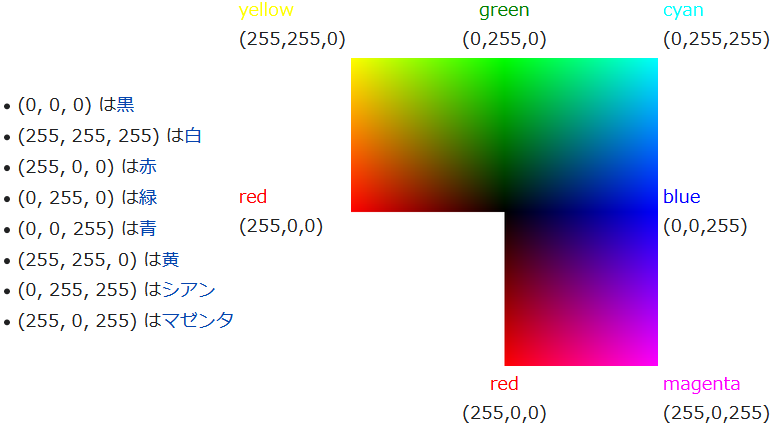 yellow green cyan
(255,255,0) (0,255,0) (0,255,255)
• (0, 0, 0) は黒
• (255, 255, 255) は白
• (255, 0, 0) は赤
• (0, 255, 0) は緑
• (0, 0, 255) は青
• (255, 255, 0) は黄
• (0, 255, 255) はシアン
• (255, 0, 255) はマゼンタ
red blue
(255,0,0) (0,0,255)
red magenta
(255,0,0) (255,0,255)